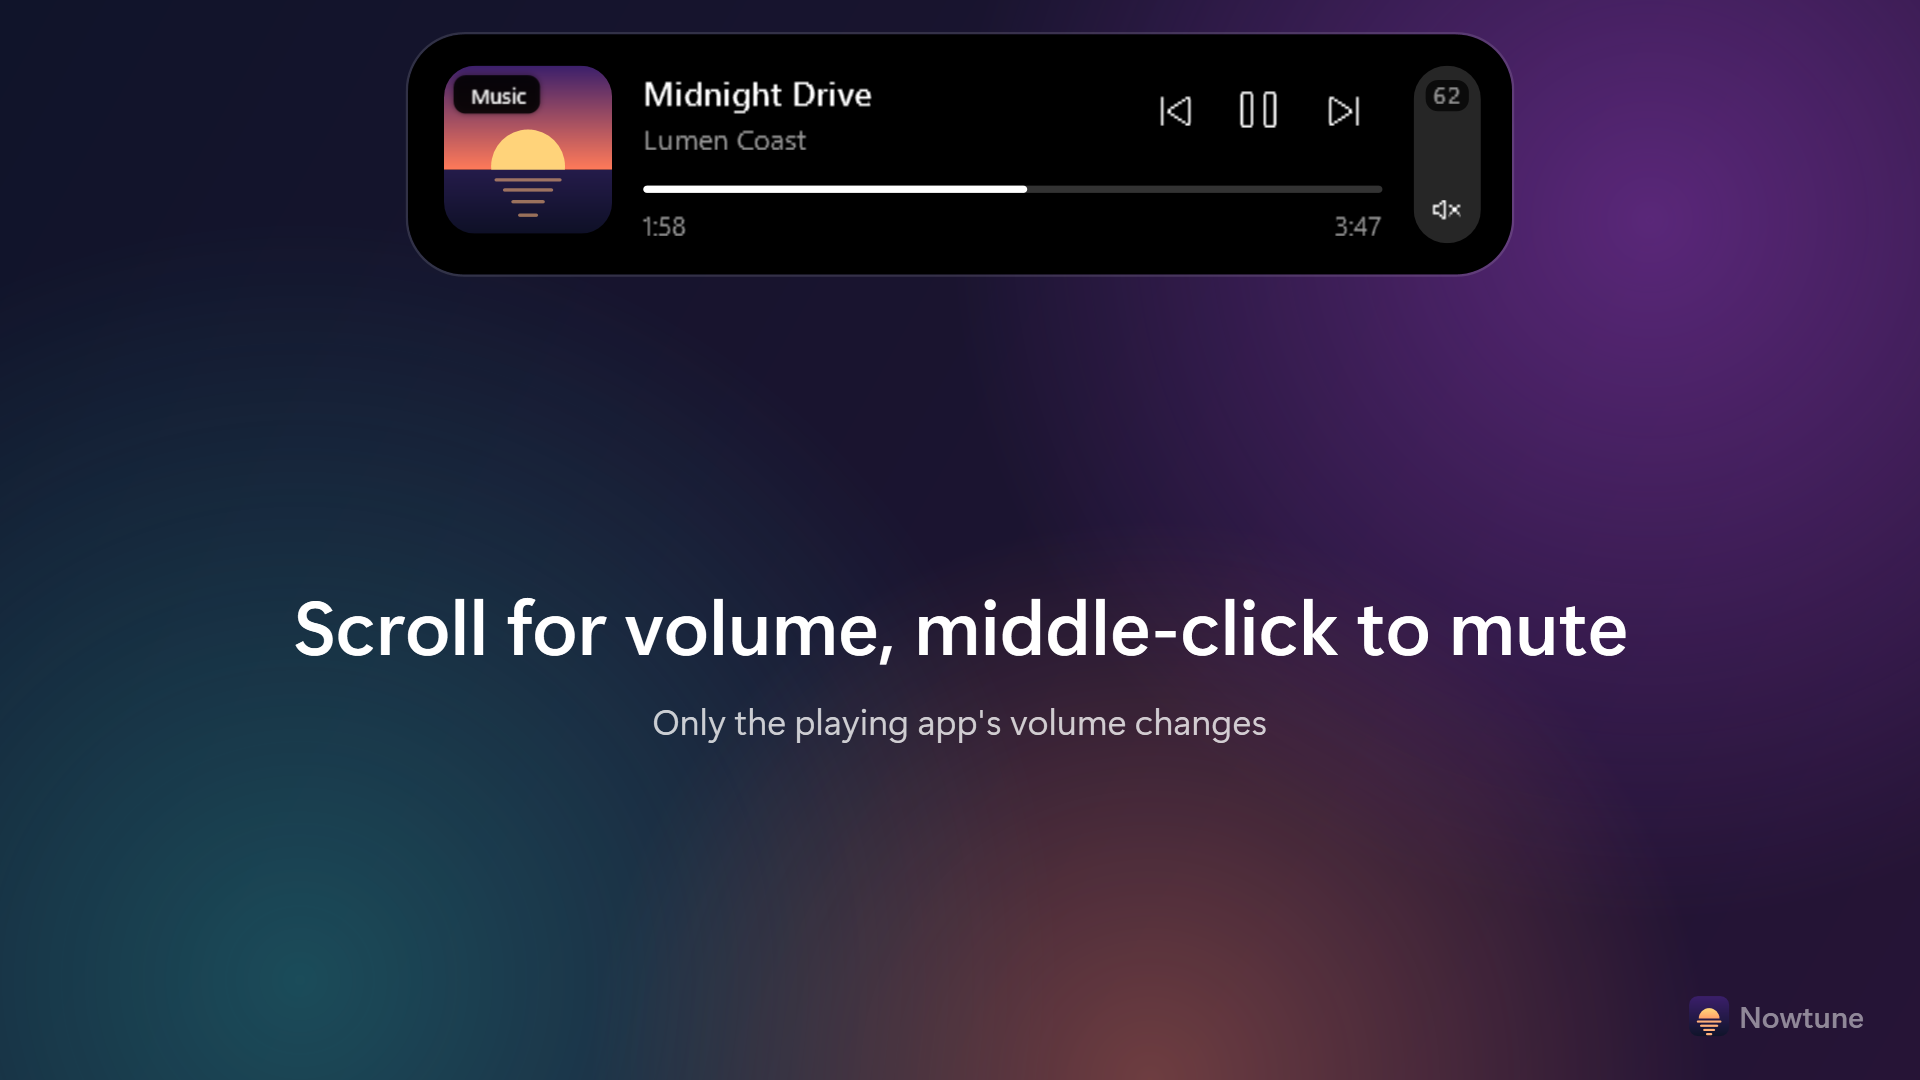 Music
Midnight Drive
Lumen Coast
1:58
3:47
62
Scroll for volume, middle-click to mute
Only the playing app's volume changes
Nowtune